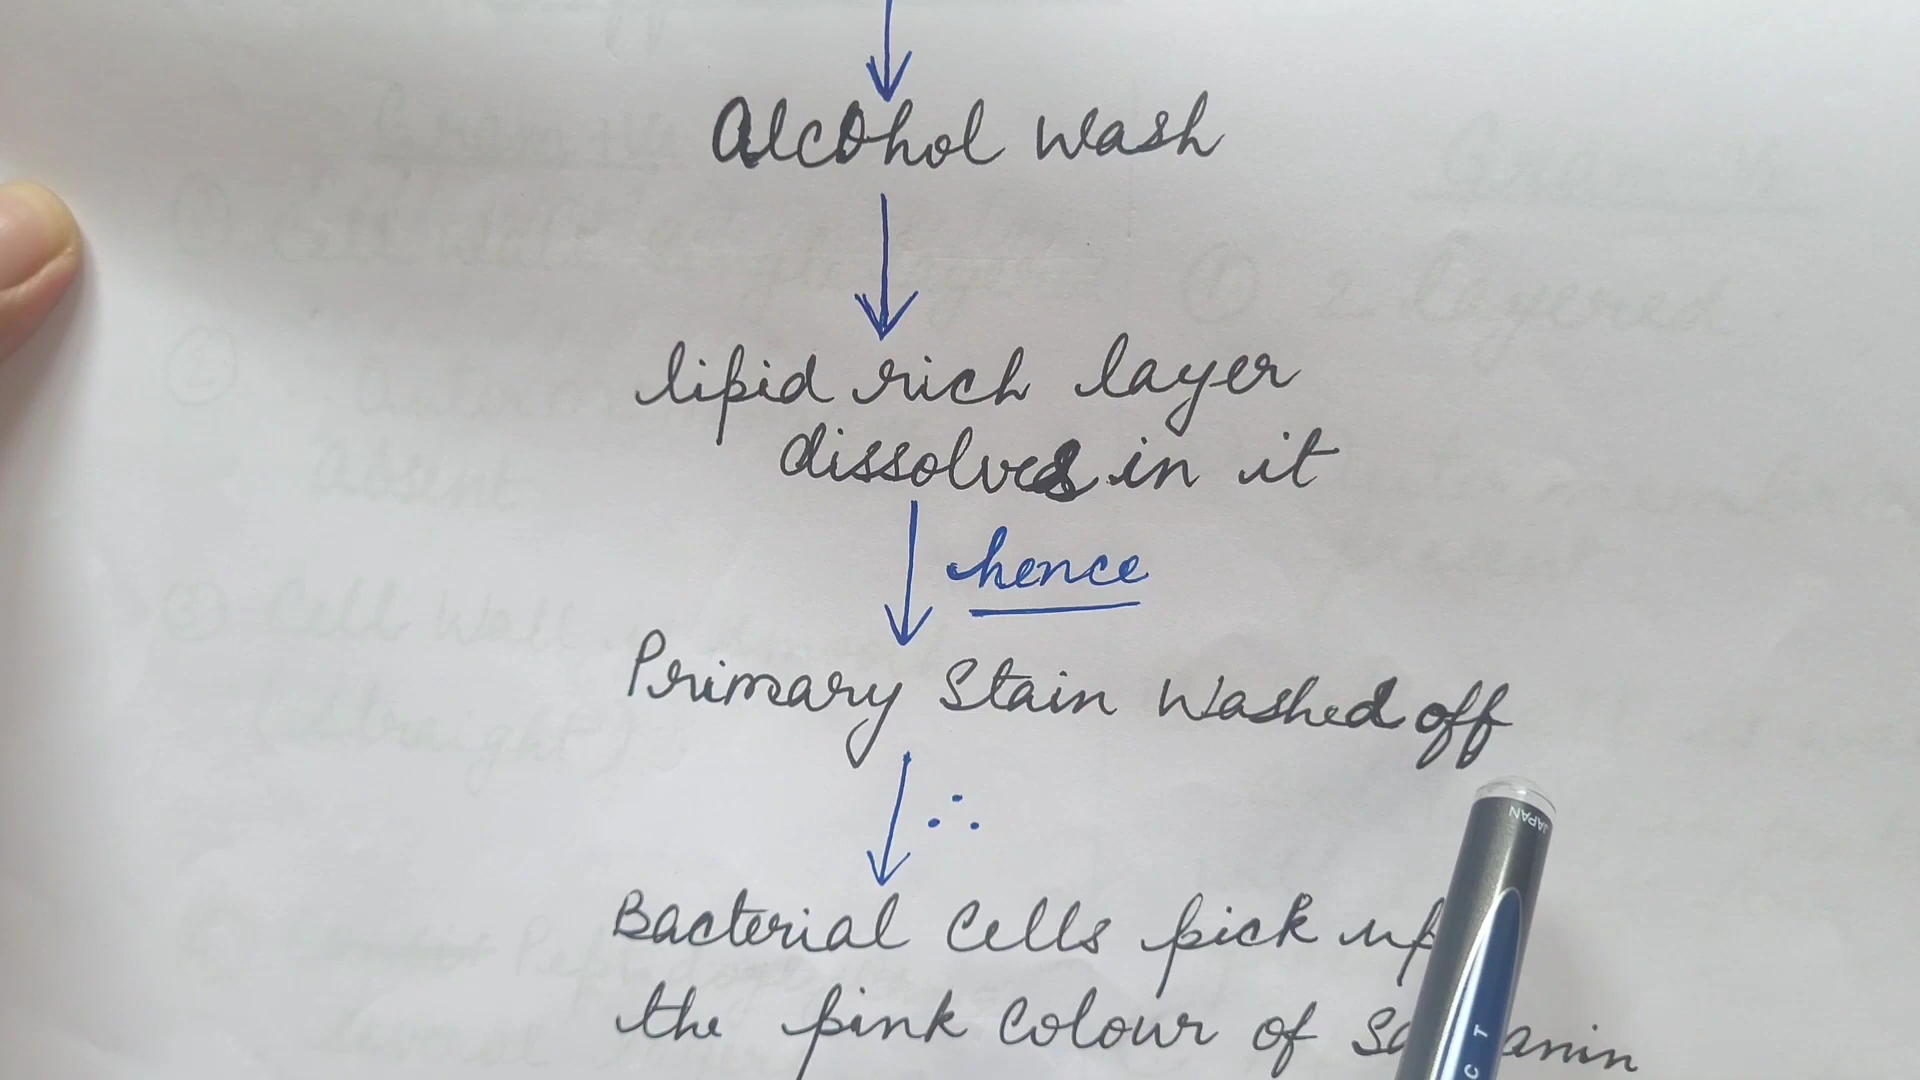 Alcohol wash
lipid rich layer
dissolves in it
hence
Primary Stain Washed off
∴
Bacterial Cells pick up
the pink Colour of
JAPAN